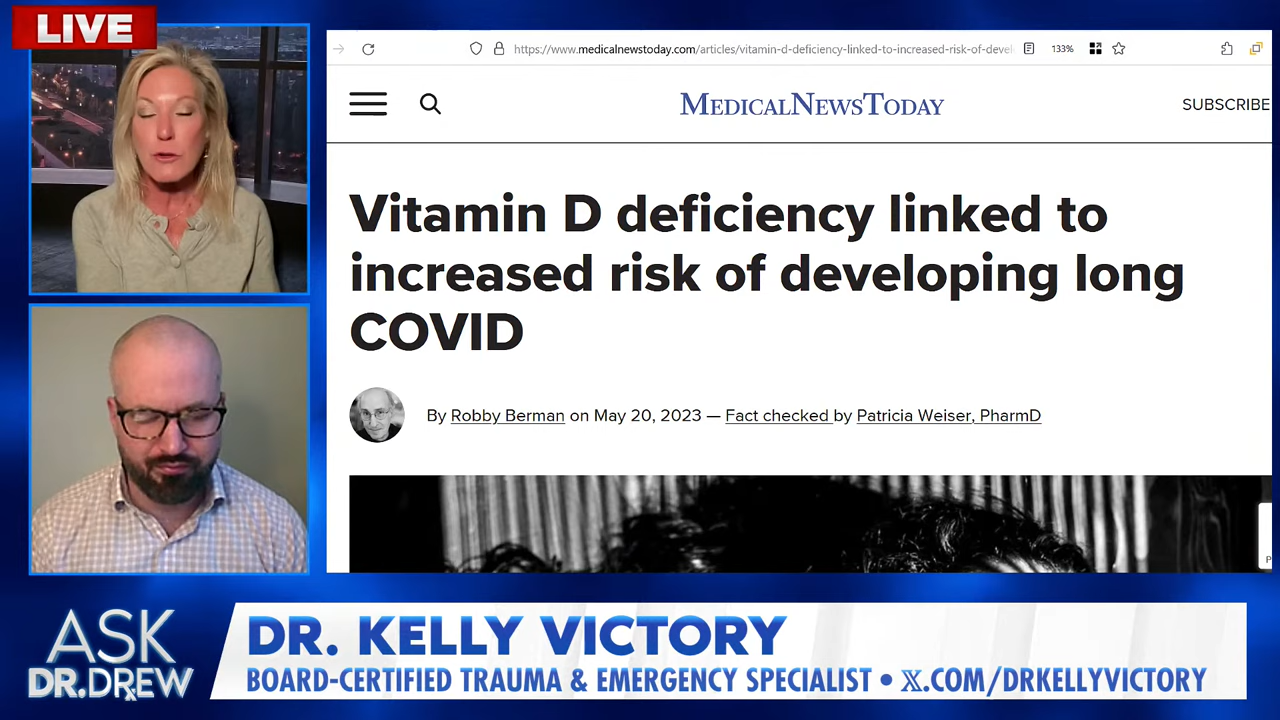 LIVE
https://www.medicalnewstoday.com/articles/vitamin-d-deficiency-linked-to-increased-risk-of-devel
133%
MEDICALNEWSTODAY
SUBSCRIBE
Vitamin D deficiency linked to
increased risk of developing long
COVID
By Robby Berman on May 20, 2023 — Fact checked by Patricia Weiser, PharmD
P
ASK
DR.DREW
DR. KELLY VICTORY
BOARD-CERTIFIED TRAUMA & EMERGENCY SPECIALIST • X.COM/DRKELLYVICTORY